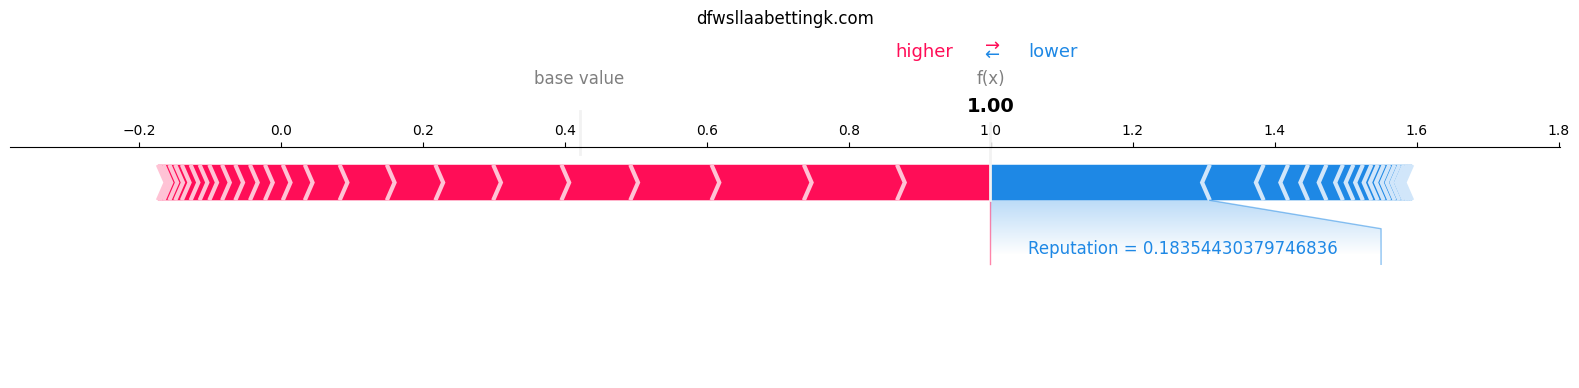 dfwsllaabettingk.com
higher ⇄ lower
base value f(x)
1.00
−0.2 0.0 0.2 0.4 0.6 0.8 1.0 1.2 1.4 1.6 1.8
Reputation = 0.18354430379746836